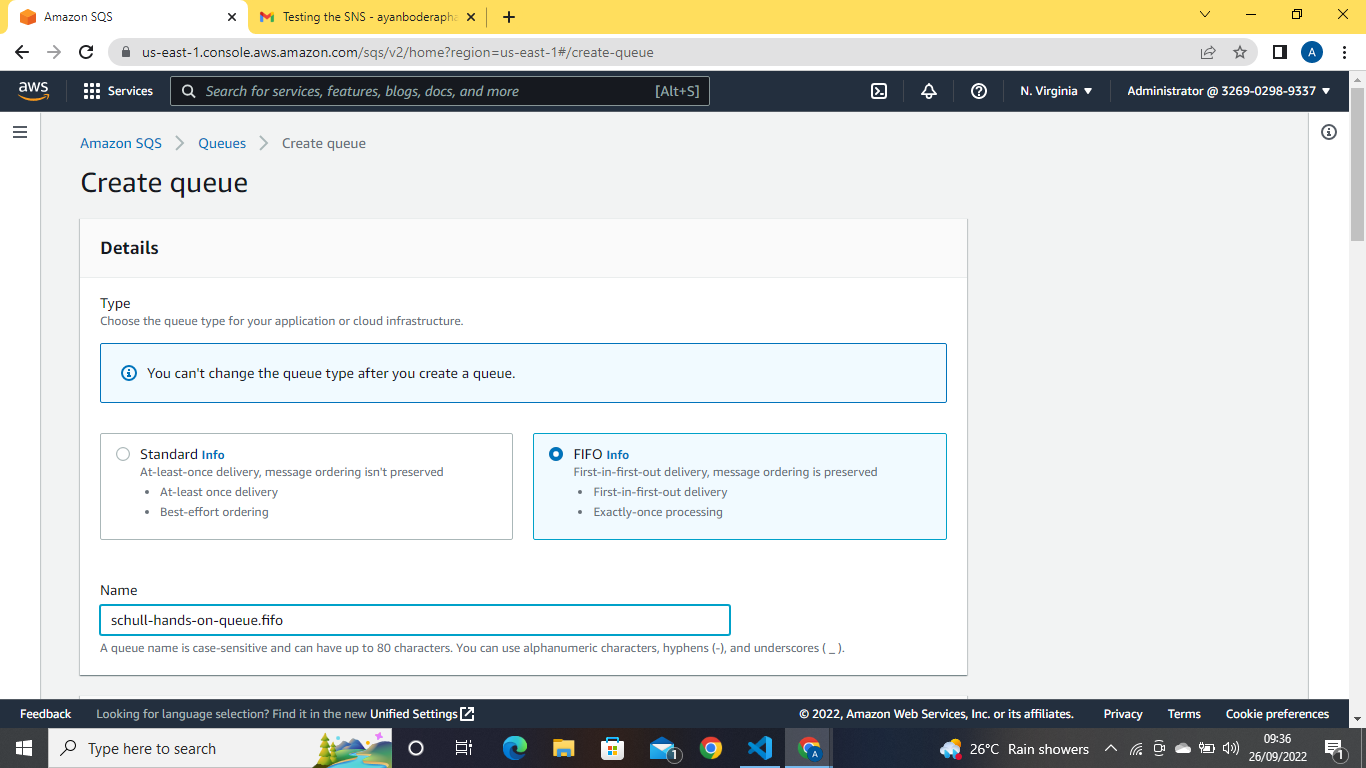 Amazon SQS
Testing the SNS - ayanboderapha
us-east-1.console.aws.amazon.com/sqs/v2/home?region=us-east-1#/create-queue
A
aws
Services
Search for services, features, blogs, docs, and more
[Alt+S]
N. Virginia
Administrator @ 3269-0298-9337
Amazon SQS
Queues
Create queue
Create queue
Details
Type
Choose the queue type for your application or cloud infrastructure.
You can't change the queue type after you create a queue.
Standard Info
At-least-once delivery, message ordering isn't preserved
• At-least once delivery
• Best-effort ordering
FIFO Info
First-in-first-out delivery, message ordering is preserved
• First-in-first-out delivery
• Exactly-once processing
Name
schull-hands-on-queue.fifo
A queue name is case-sensitive and can have up to 80 characters. You can use alphanumeric characters, hyphens (-), and underscores ( _ ).
Feedback
Looking for language selection? Find it in the new Unified Settings
© 2022, Amazon Web Services, Inc. or its affiliates.
Privacy
Terms
Cookie preferences
Type here to search
1
A
26°C Rain showers
09:36
26/09/2022
1